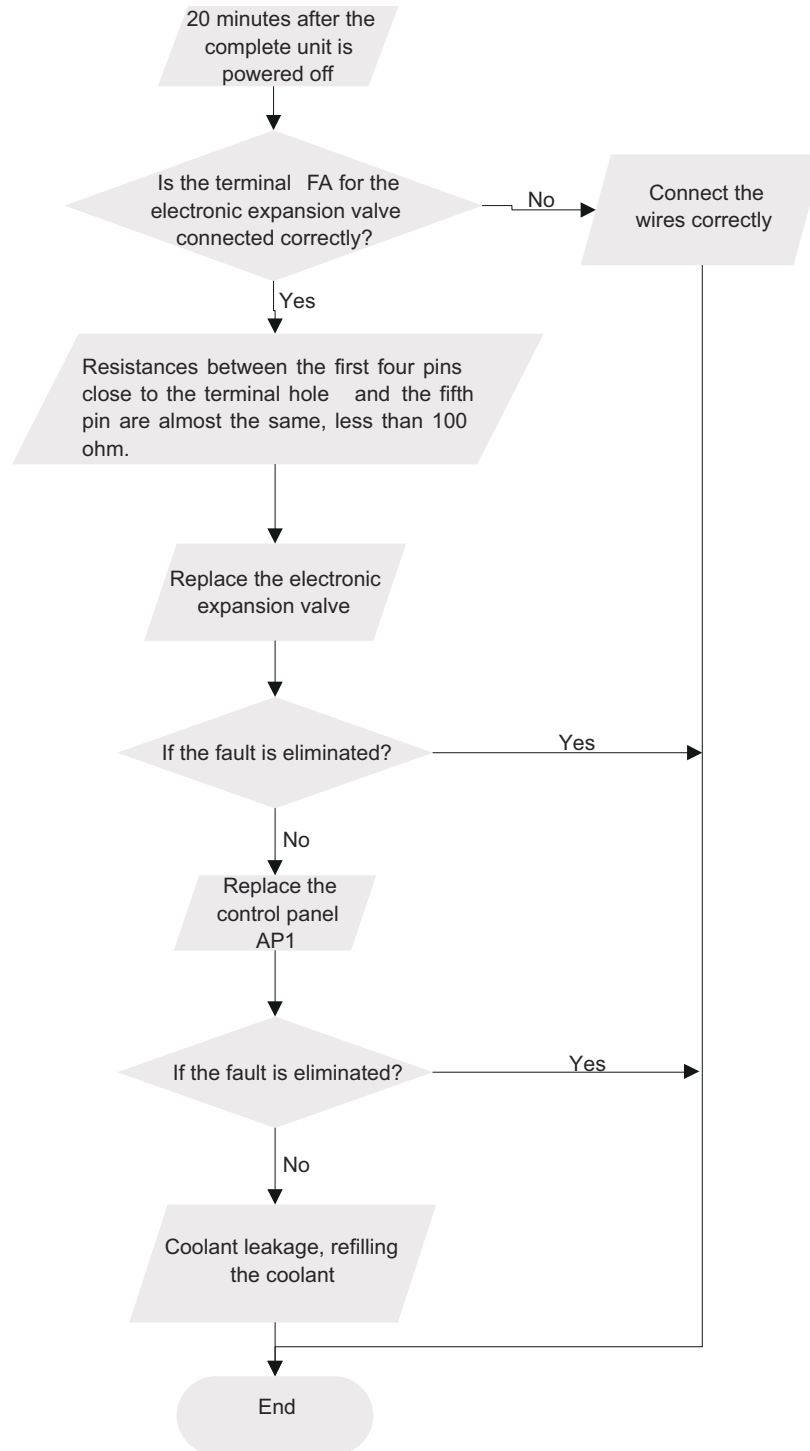 20 minutes after the
complete unit is
powered off
Is the terminal FA for the
electronic expansion valve
connected correctly?
No
Connect the
wires correctly
Yes
Resistances between the first four pins
close to the terminal hole and the fifth
pin are almost the same, less than 100
ohm.
Replace the electronic
expansion valve
If the fault is eliminated?
Yes
No
Replace the
control panel
AP1
If the fault is eliminated?
Yes
No
Coolant leakage, refilling
the coolant
End